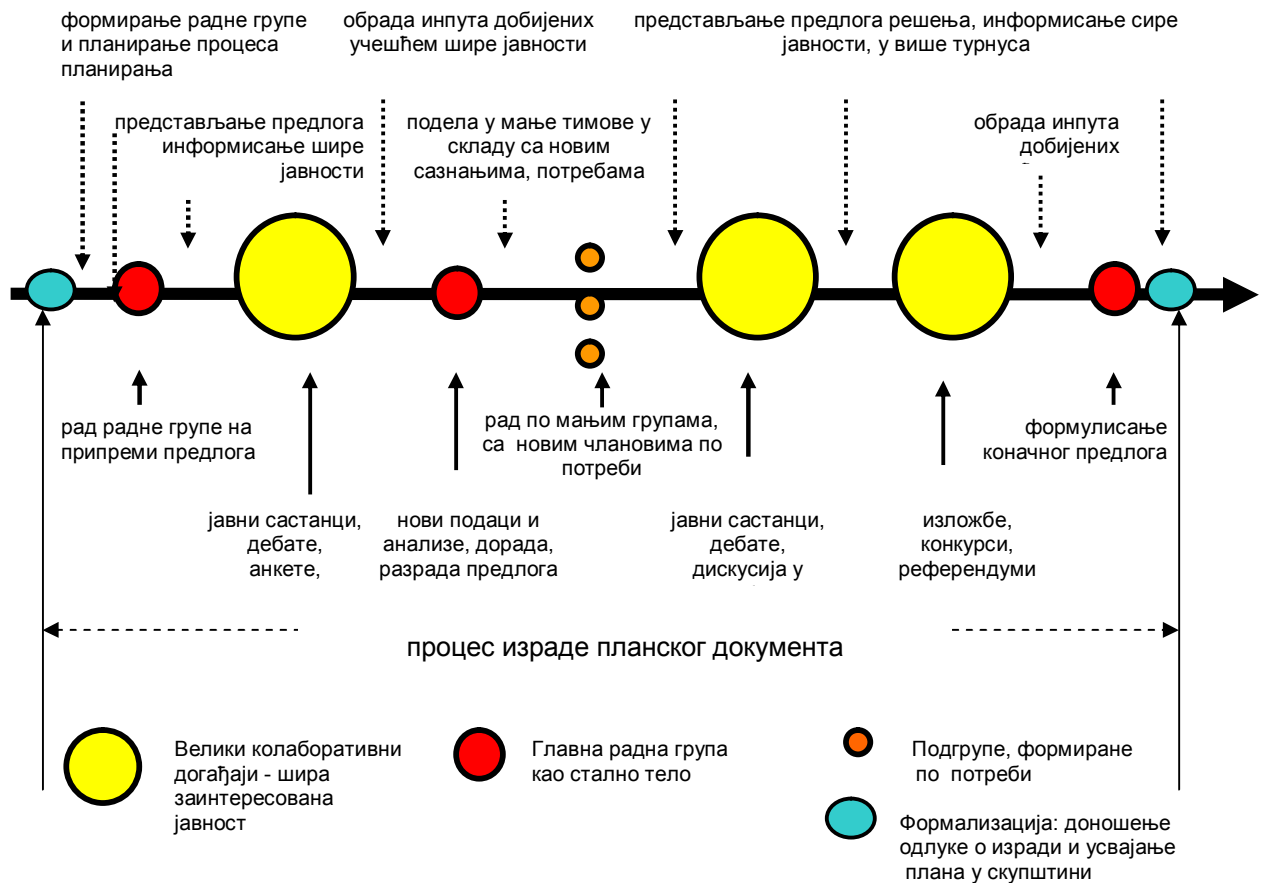 формирање радне групе
и планирање процеса
планирања
обрада инпута добијених
учешћем шире јавности
представљање предлога решења, информисање сире
јавности, у више турнуса
представљање предлога
информисање шире
јавности
подела у мање тимове у
складу са новим
сазнањима, потребама
обрада инпута
добијених
рад радне групе на
припреми предлога
рад по мањим групама,
са новим члановима по
потреби
формулисање
коначног предлога
јавни састанци,
дебате,
анкете,
нови подаци и
анализе, дорада,
разрада предлога
јавни састанци,
дебате,
дискусија у
изложбе,
конкурси,
референдуми
процес израде планског документа
Велики колаборативни
догађаји - шира
заинтересована
јавност
Главна радна група
као стално тело
Подгрупе, формиране
по потреби
Формализација: доношење
одлуке о изради и усвајање
плана у скупштини